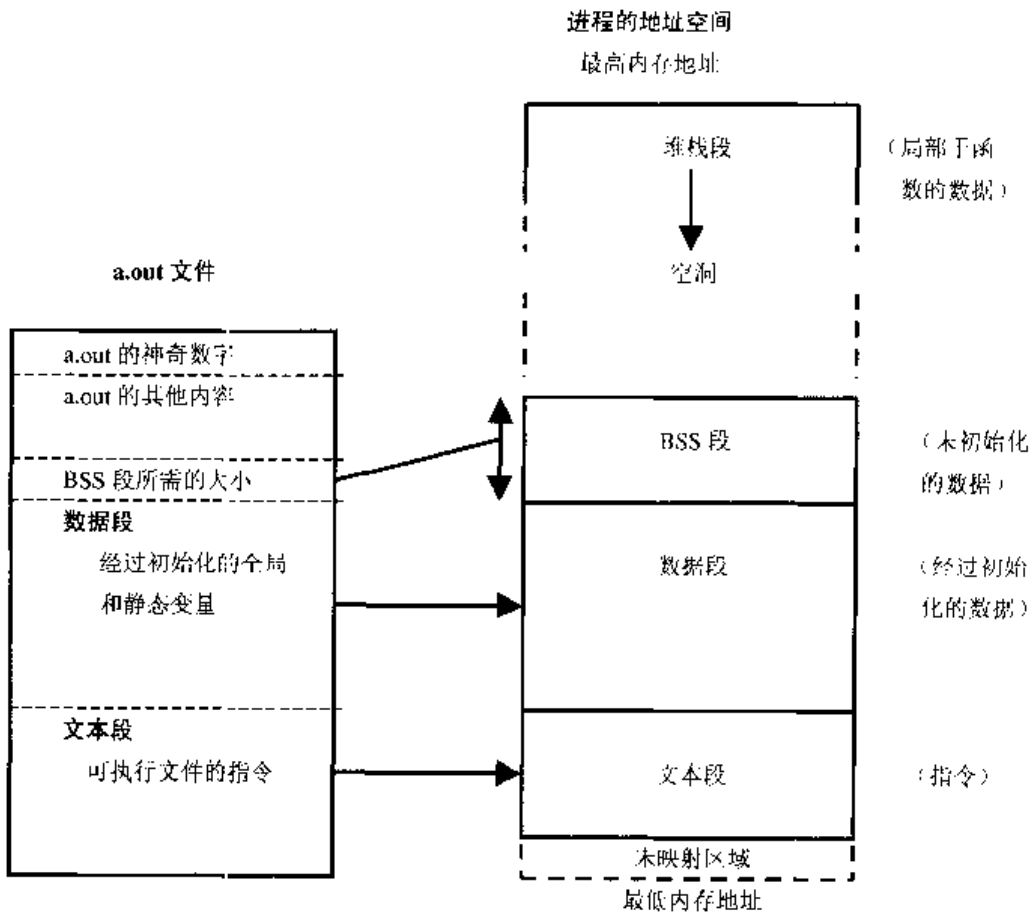 进程的地址空间
最高内存地址
堆栈段
（局部于函
数的数据）
空洞
a.out 文件
a.out 的神奇数字
a.out 的其他内容
BSS 段所需的大小
数据段
经过初始化的全局
和静态变量
文本段
可执行文件的指令
BSS 段
（未初始化
的数据）
数据段
（经过初始
化的数据）
文本段
（指令）
未映射区域
最低内存地址